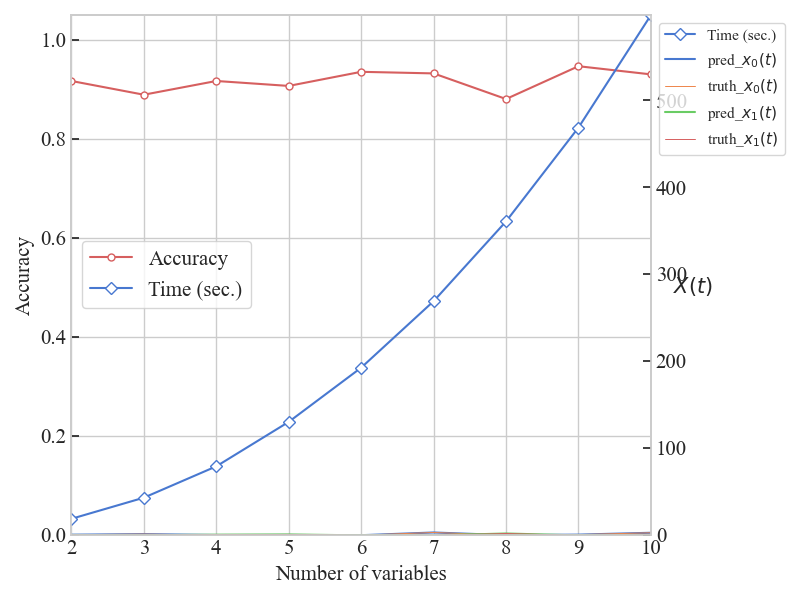 1.0
0.8
0.6
0.4
0.2
0.0
Accuracy
2 3 4 5 6 7 8 9 10
Number of variables
500
400
300
200
100
0
X(t)
Accuracy
Time (sec.)
Time (sec.)
pred_x₀(t)
truth_x₀(t)
pred_x₁(t)
truth_x₁(t)